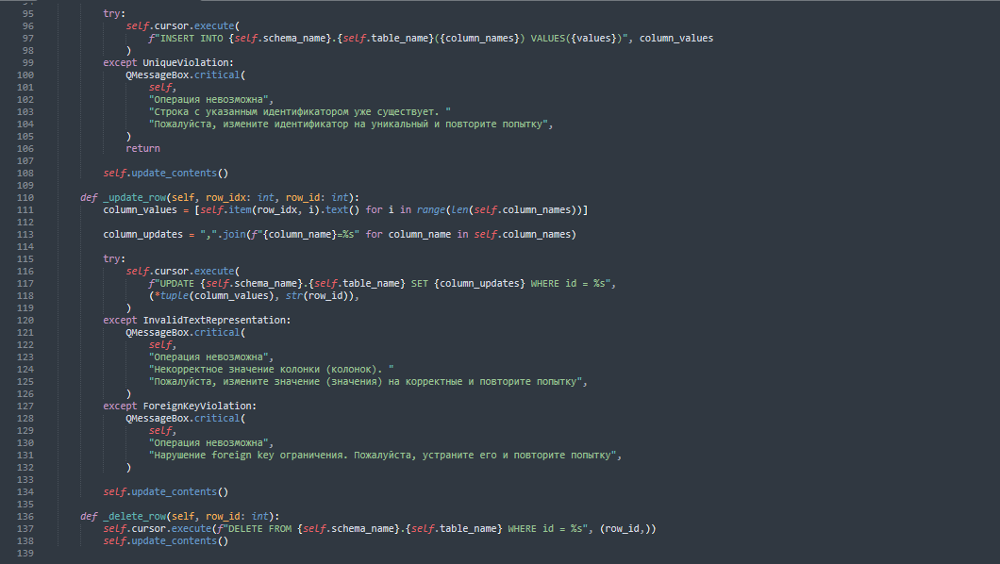 95 try:
96 self.cursor.execute(
97 f"INSERT INTO {self.schema_name}.{self.table_name}({column_names}) VALUES({values})", column_values
98 )
99 except UniqueViolation:
100 QMessageBox.critical(
101 self,
102 "Операция невозможна",
103 "Строка с указанным идентификатором уже существует. "
104 "Пожалуйста, измените идентификатор на уникальный и повторите попытку",
105 )
106 return
107
108 self.update_contents()
109
110 def _update_row(self, row_idx: int, row_id: int):
111 column_values = [self.item(row_idx, i).text() for i in range(len(self.column_names))]
112
113 column_updates = ",".join(f"{column_name}=%s" for column_name in self.column_names)
114
115 try:
116 self.cursor.execute(
117 f"UPDATE {self.schema_name}.{self.table_name} SET {column_updates} WHERE id = %s",
118 (*tuple(column_values), str(row_id)),
119 )
120 except InvalidTextRepresentation:
121 QMessageBox.critical(
122 self,
123 "Операция невозможна",
124 "Некорректное значение колонки (колонок). "
125 "Пожалуйста, измените значение (значения) на корректные и повторите попытку",
126 )
127 except ForeignKeyViolation:
128 QMessageBox.critical(
129 self,
130 "Операция невозможна",
131 "Нарушение foreign key ограничения. Пожалуйста, устраните его и повторите попытку",
132 )
133
134 self.update_contents()
135
136 def _delete_row(self, row_id: int):
137 self.cursor.execute(f"DELETE FROM {self.schema_name}.{self.table_name} WHERE id = %s", (row_id,))
138 self.update_contents()
139